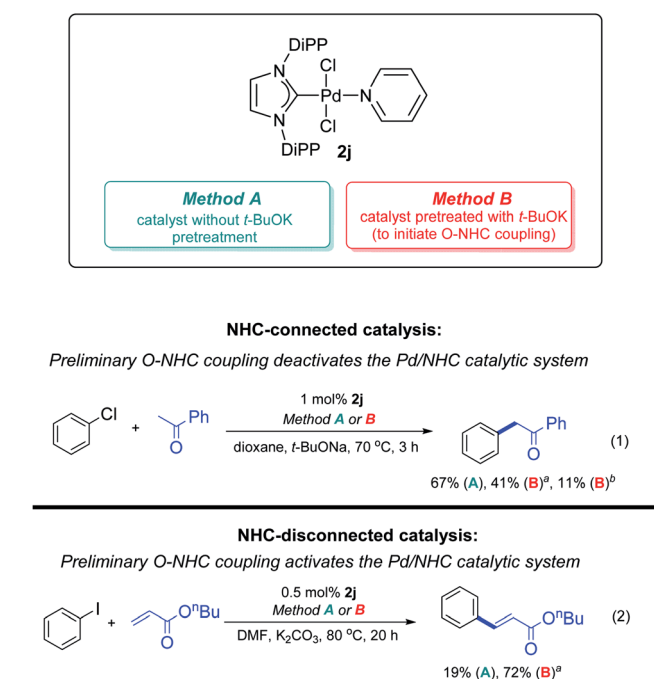 DiPP
N
Cl
Pd
N
N
Cl
DiPP
2j
Method A
catalyst without t-BuOK
pretreatment
Method B
catalyst pretreated with t-BuOK
(to initiate O-NHC coupling)
NHC-connected catalysis:
Preliminary O-NHC coupling deactivates the Pd/NHC catalytic system
Cl
+
Ph
O
1 mol% 2j
Method A or B
dioxane, t-BuONa, 70 °C, 3 h
Ph
O
(1)
67% (A), 41% (B)ᵃ, 11% (B)ᵇ
NHC-disconnected catalysis:
Preliminary O-NHC coupling activates the Pd/NHC catalytic system
I
+
OⁿBu
O
0.5 mol% 2j
Method A or B
DMF, K₂CO₃, 80 °C, 20 h
OⁿBu
O
(2)
19% (A), 72% (B)ᵃ